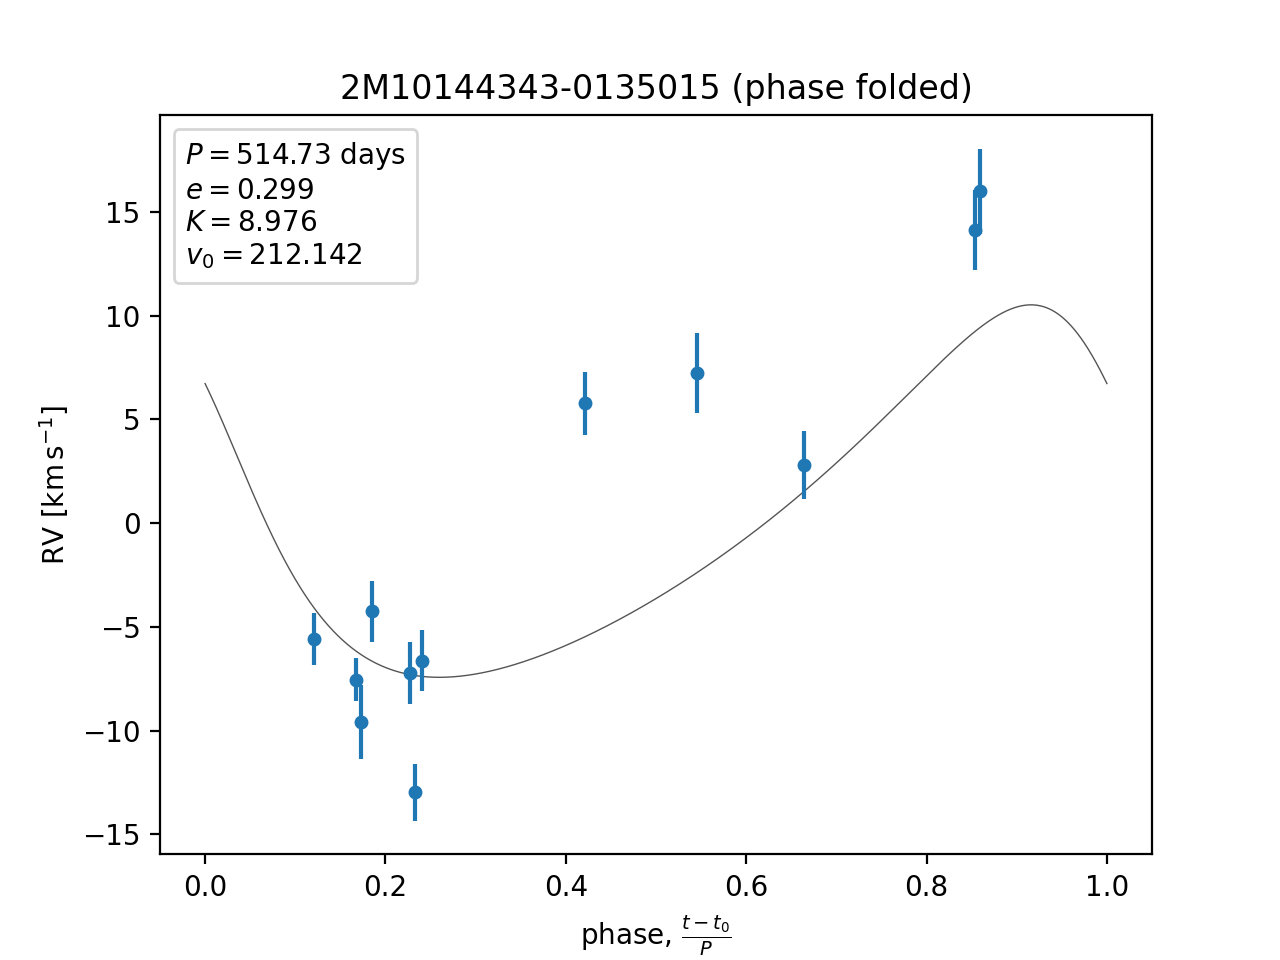 2M10144343-0135015 (phase folded)
P = 514.73 days
e = 0.299
K = 8.976
v₀ = 212.142
15
10
5
0
−5
−10
−15
RV [km s⁻¹]
0.0 0.2 0.4 0.6 0.8 1.0
phase, (t − t₀)/P